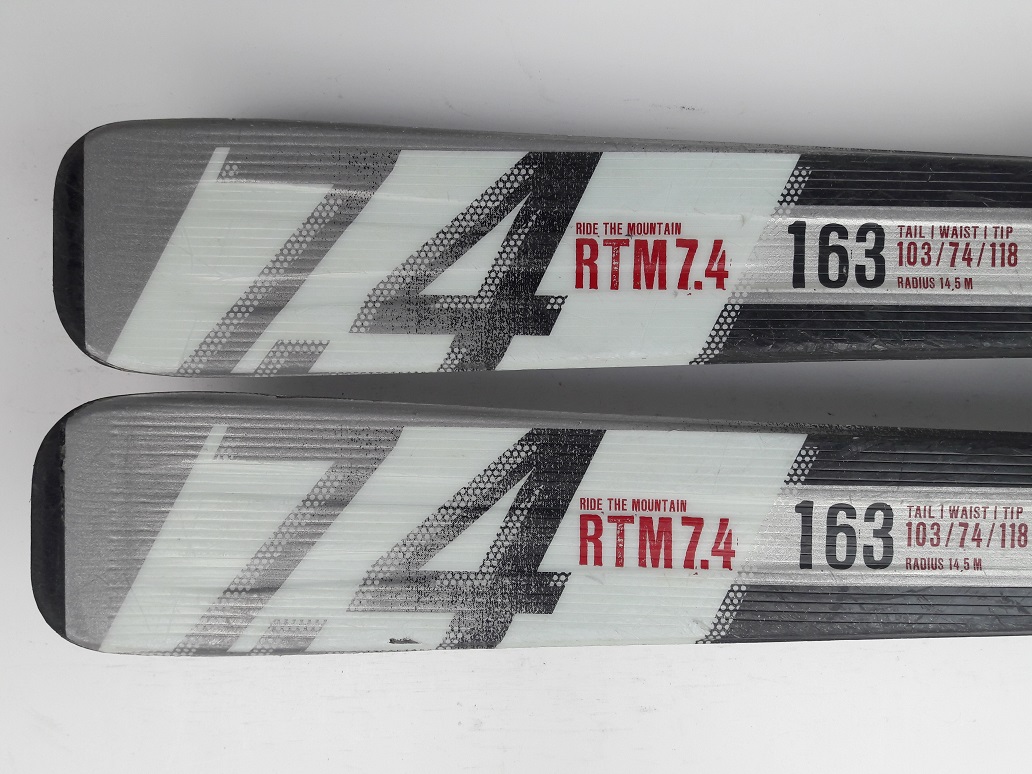 7.4
RIDE THE MOUNTAIN
RTM 7.4
163
TAIL | WAIST | TIP
103/74/118
RADIUS 14,5 M
7.4
RIDE THE MOUNTAIN
RTM 7.4
163
TAIL | WAIST | TIP
103/74/118
RADIUS 14,5 M